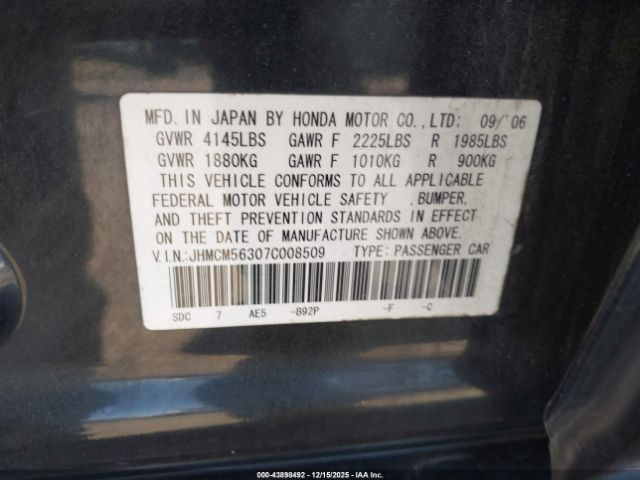 MFD. IN JAPAN BY HONDA MOTOR CO.,LTD: 09/'06
GVWR 4145LBS GAWR F 2225LBS R 1985LBS
GVWR 1880KG GAWR F 1010KG R 900KG
THIS VEHICLE CONFORMS TO ALL APPLICABLE
FEDERAL MOTOR VEHICLE SAFETY ,BUMPER,
AND THEFT PREVENTION STANDARDS IN EFFECT
ON THE DATE OF MANUFACTURE SHOWN ABOVE.
V.I.N.:JHMCM56307C008509 TYPE: PASSENGER CAR
SDC 7 AE5 -B92P -F -C
©43898492 - 12/15/2025 - IAA, Inc.